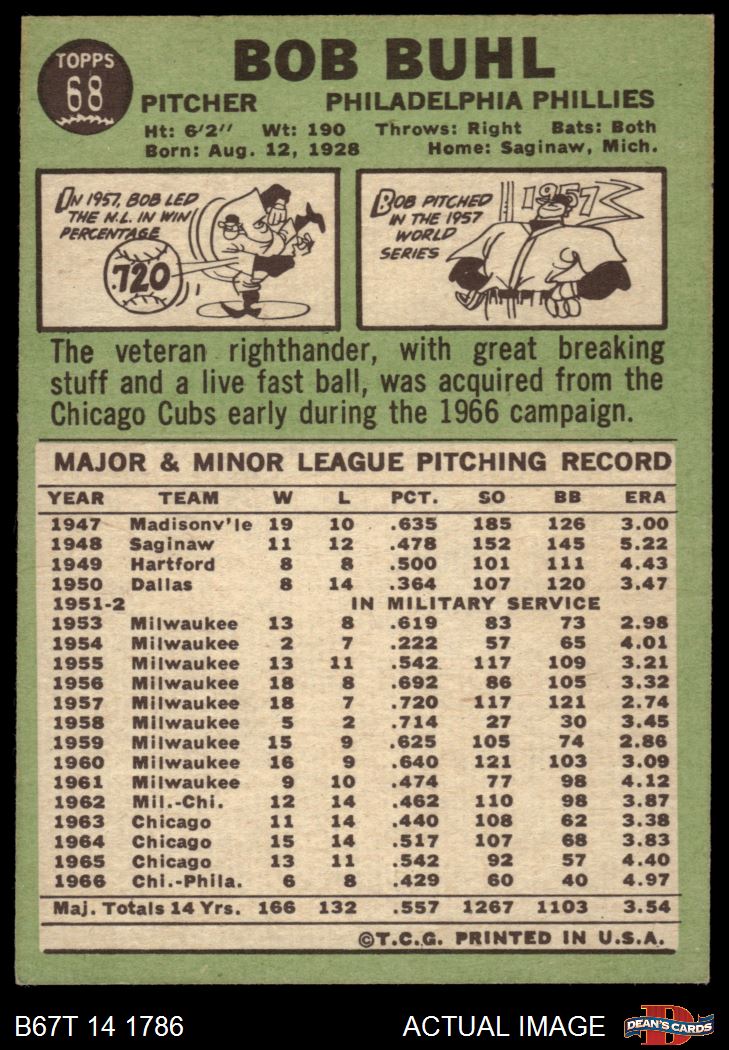 TOPPS
68
BOB BUHL
PITCHER PHILADELPHIA PHILLIES
Ht: 6'2" Wt: 190 Throws: Right Bats: Both
Born: Aug. 12, 1928 Home: Saginaw, Mich.
IN 1957, BOB LED
THE N.L. IN WIN
PERCENTAGE
.720
BOB PITCHED
IN THE 1957
WORLD
SERIES
1957
The veteran righthander, with great breaking
stuff and a live fast ball, was acquired from the
Chicago Cubs early during the 1966 campaign.
MAJOR & MINOR LEAGUE PITCHING RECORD
YEAR TEAM W L PCT. SO BB ERA
1947 Madisonv'le 19 10 .635 185 126 3.00
1948 Saginaw 11 12 .478 152 145 5.22
1949 Hartford 8 8 .500 101 111 4.43
1950 Dallas 8 14 .364 107 120 3.47
1951-2 IN MILITARY SERVICE
1953 Milwaukee 13 8 .619 83 73 2.98
1954 Milwaukee 2 7 .222 57 65 4.01
1955 Milwaukee 13 11 .542 117 109 3.21
1956 Milwaukee 18 8 .692 86 105 3.32
1957 Milwaukee 18 7 .720 117 121 2.74
1958 Milwaukee 5 2 .714 27 30 3.45
1959 Milwaukee 15 9 .625 105 74 2.86
1960 Milwaukee 16 9 .640 121 103 3.09
1961 Milwaukee 9 10 .474 77 98 4.12
1962 Mil.-Chi. 12 14 .462 110 98 3.87
1963 Chicago 11 14 .440 108 62 3.38
1964 Chicago 15 14 .517 107 68 3.83
1965 Chicago 13 11 .542 92 57 4.40
1966 Chi.-Phila. 6 8 .429 60 40 4.97
Maj. Totals 14 Yrs. 166 132 .557 1267 1103 3.54
©T.C.G. PRINTED IN U.S.A.
B67T 14 1786 ACTUAL IMAGE
D
DEAN'S CARDS